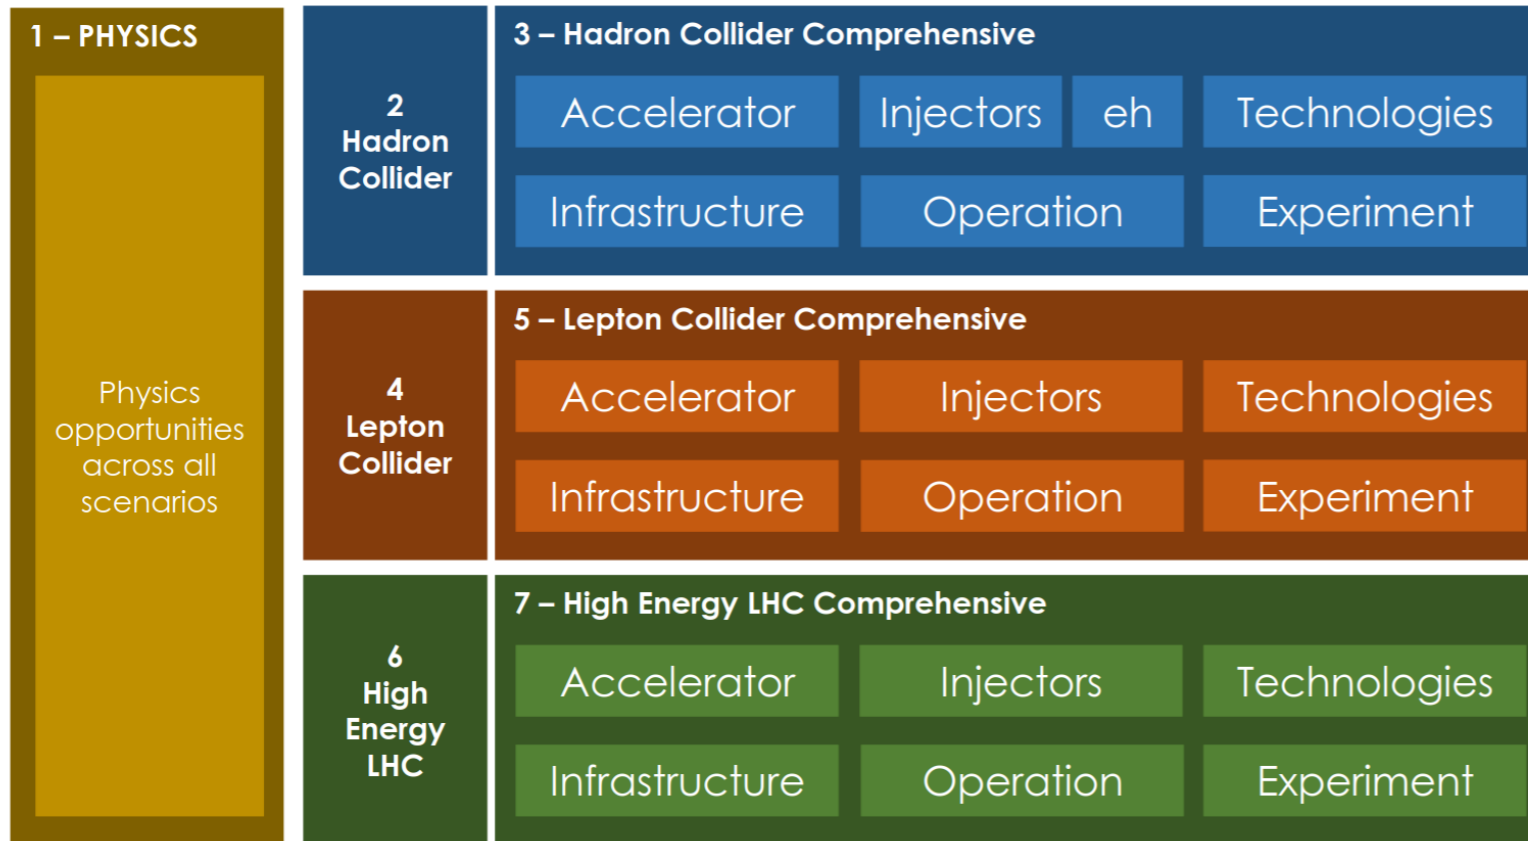 1 – PHYSICS
Physics
opportunities
across all
scenarios
2
Hadron
Collider
3 – Hadron Collider Comprehensive
Accelerator
Injectors
eh
Technologies
Infrastructure
Operation
Experiment
4
Lepton
Collider
5 – Lepton Collider Comprehensive
Accelerator
Injectors
Technologies
Infrastructure
Operation
Experiment
6
High
Energy
LHC
7 – High Energy LHC Comprehensive
Accelerator
Injectors
Technologies
Infrastructure
Operation
Experiment